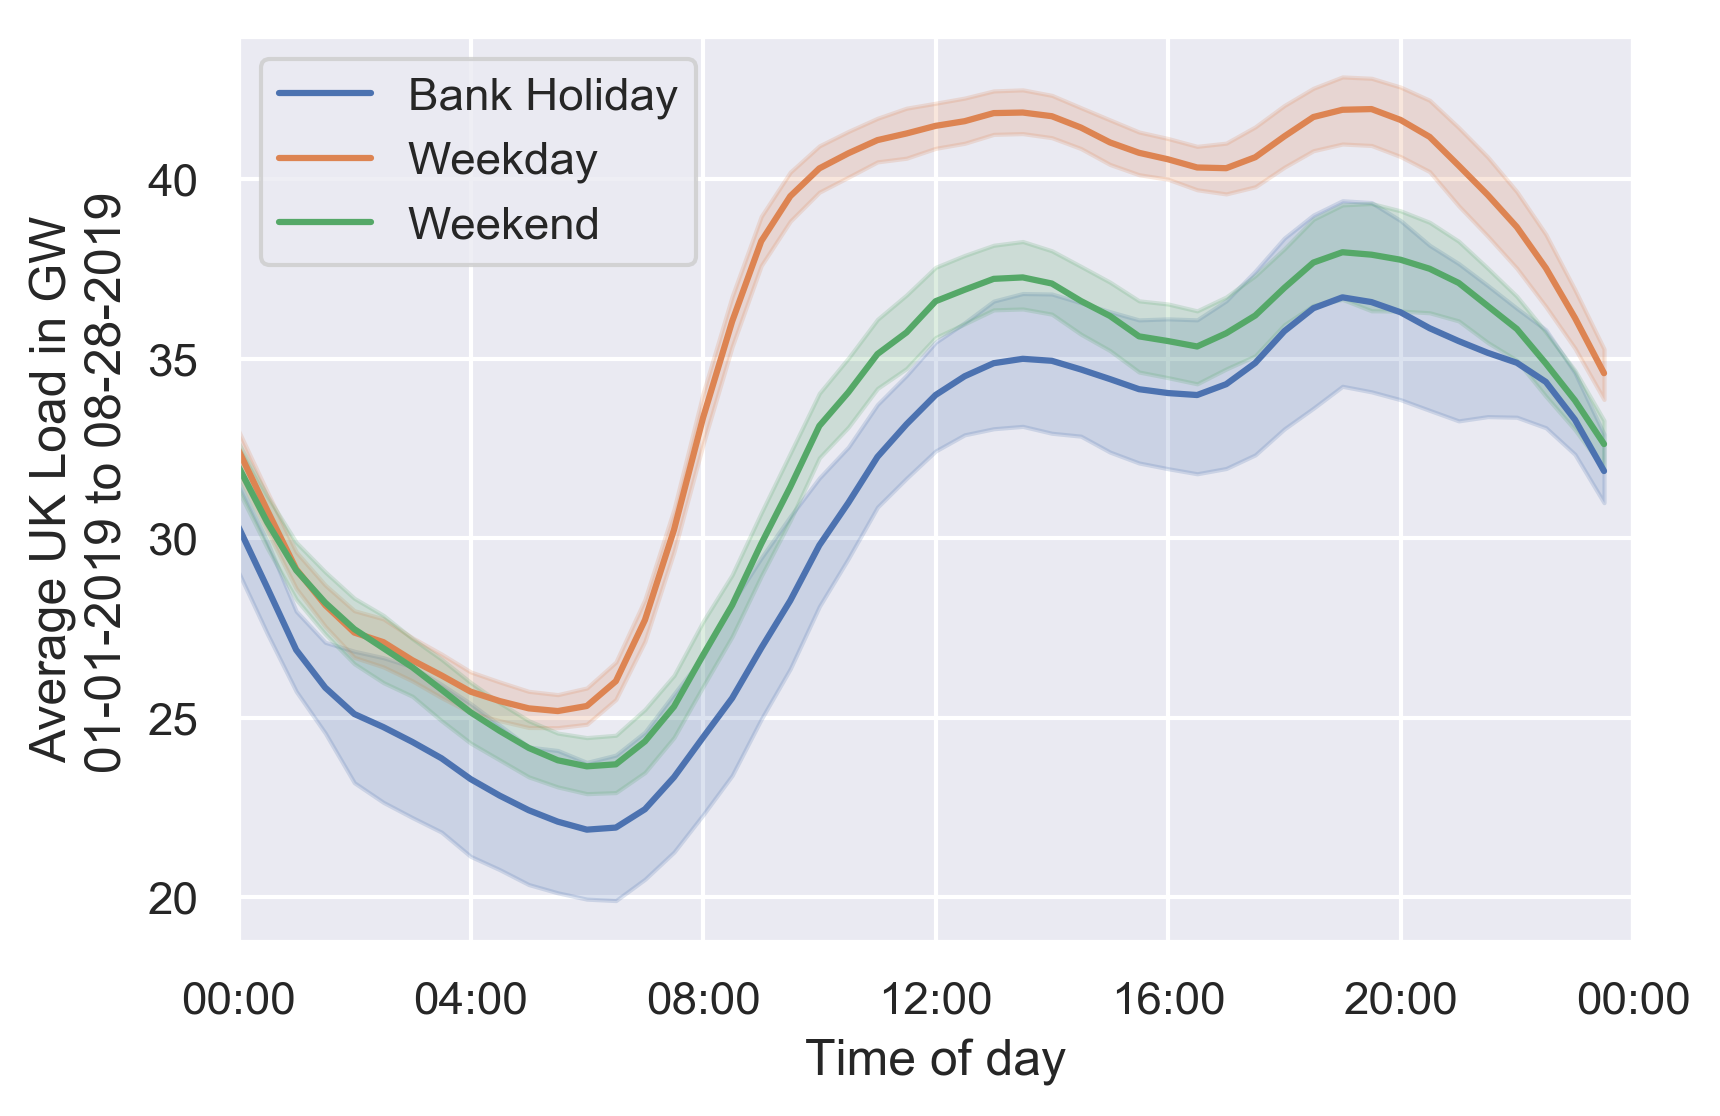 Bank Holiday
Weekday
Weekend
Average UK Load in GW
01-01-2019 to 08-28-2019
40
35
30
25
20
00:00 04:00 08:00 12:00 16:00 20:00 00:00
Time of day